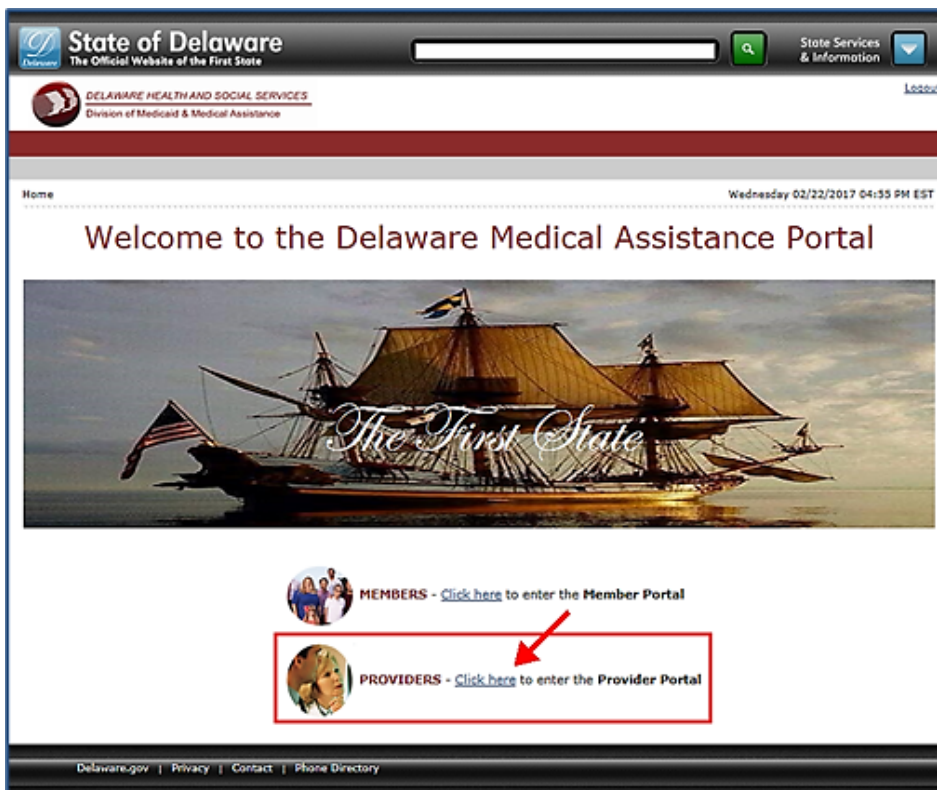 State of Delaware
The Official Website of the First State
Delaware
State Services
& Information
DELAWARE HEALTH AND SOCIAL SERVICES
Division of Medicaid & Medical Assistance
Logout
Home
Wednesday 02/22/2017 04:35 PM EST
Welcome to the Delaware Medical Assistance Portal
The First State
MEMBERS - Click here to enter the Member Portal
PROVIDERS - Click here to enter the Provider Portal
Delaware.gov | Privacy | Contact | Phone Directory